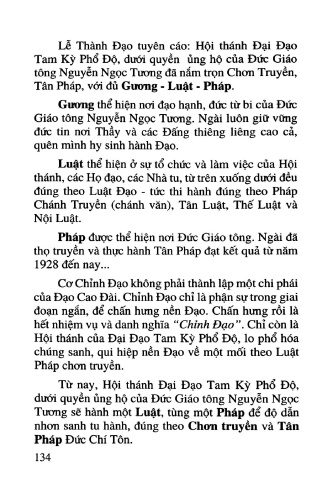 Lễ Thành Đạo tuyên cáo: Hội thánh Đại Đạo
Tam Kỳ Phổ Độ, dưới quyền ủng hộ của Đức Giáo
tông Nguyễn Ngọc Tương đã nắm trọn Chơn Truyền,
Tân Pháp, với đủ Gương - Luật - Pháp.
Gương thể hiện nơi đạo hạnh, đức từ bi của Đức
Giáo tông Nguyễn Ngọc Tương. Ngài luôn giữ vững
đức tin nơi Thầy và các Đấng thiêng liêng cao cả,
quên mình hy sinh hành Đạo.
Luật thể hiện ở sự tổ chức và làm việc của Hội
thánh, các Họ đạo, các Nhà tu, từ trên xuống dưới đều
đúng theo Luật Đạo - tức thi hành đúng theo Pháp
Chánh Truyền (chánh văn), Tân Luật, Thế Luật và
Nội Luật.
Pháp được thể hiện nơi Đức Giáo tông. Ngài đã
thọ truyền và thực hành Tân Pháp đạt kết quả từ năm
1928 đến nay...
Cơ Chỉnh Đạo không phải thành lập một chi phái
của Đạo Cao Đài. Chỉnh Đạo chỉ là phận sự trong giai
đoạn ngắn, để chấn hưng nền Đạo. Chấn hưng rồi là
hết nhiệm vụ và danh nghĩa “Chỉnh Đạo”. Chỉ còn là
Hội thánh của Đại Đạo Tam Kỳ Phổ Độ, lo phổ hóa
chúng sanh, qui hiệp nền Đạo về một mối theo Luật
Pháp chơn truyền.
Từ nay, Hội thánh Đại Đạo Tam Kỳ Phổ Độ,
dưới quyền ủng hộ của Đức Giáo tông Nguyễn Ngọc
Tương sẽ hành một Luật, tùng một Pháp để độ dẫn
nhơn sanh tu hành, đúng theo Chơn truyền và Tân
Pháp Đức Chí Tôn.
134